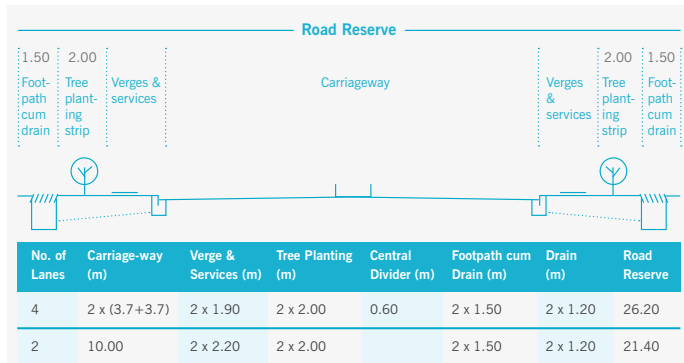 Road Reserve
1.50 2.00 2.00 1.50
Foot- Tree Verges & Carriageway Verges Tree Foot-
path plant- services & plant- path
cum ing services ing cum
drain strip strip drain
No. of Carriage-way Verge & Tree Planting Central Footpath cum Drain Road
Lanes (m) Services (m) (m) Divider (m) Drain (m) (m) Reserve
4 2 x (3.7+3.7) 2 x 1.90 2 x 2.00 0.60 2 x 1.50 2 x 1.20 26.20
2 10.00 2 x 2.20 2 x 2.00 2 x 1.50 2 x 1.20 21.40